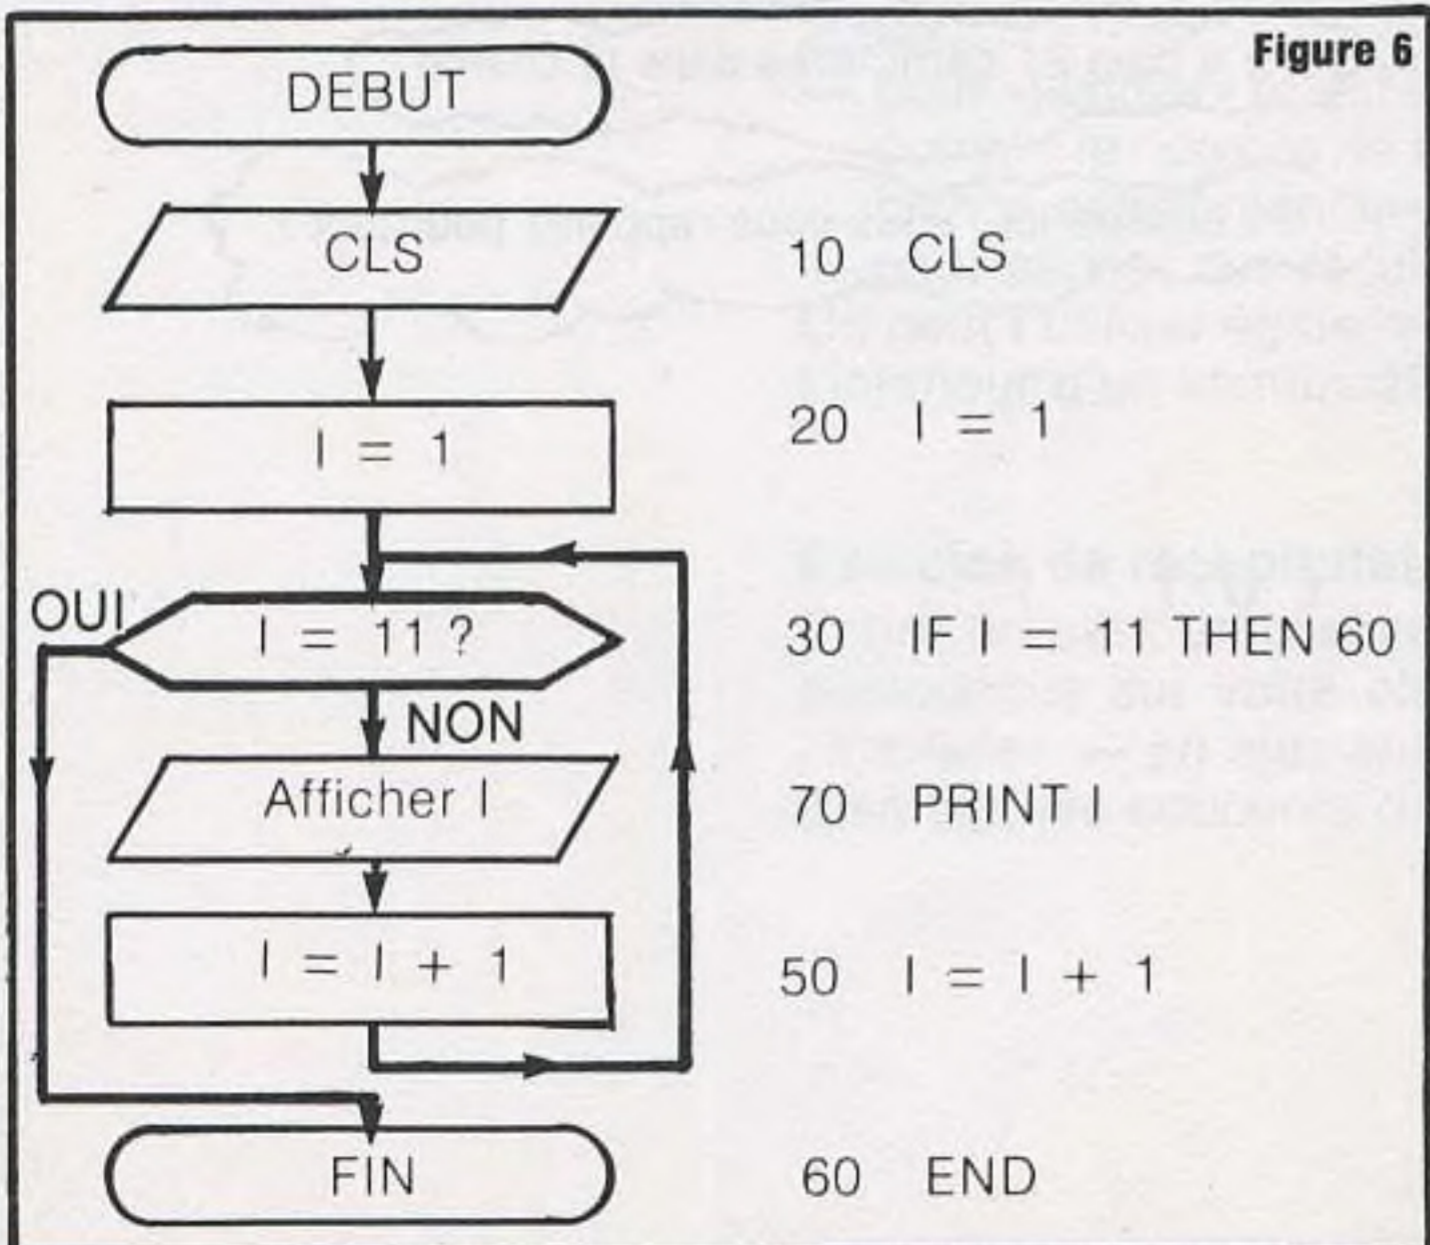 Figure 6
DEBUT
CLS
10 CLS
I = 1
20 I = 1
OUI
I = 11 ?
30 IF I = 11 THEN 60
NON
Afficher I
70 PRINT I
I = I + 1
50 I = I + 1
FIN
60 END